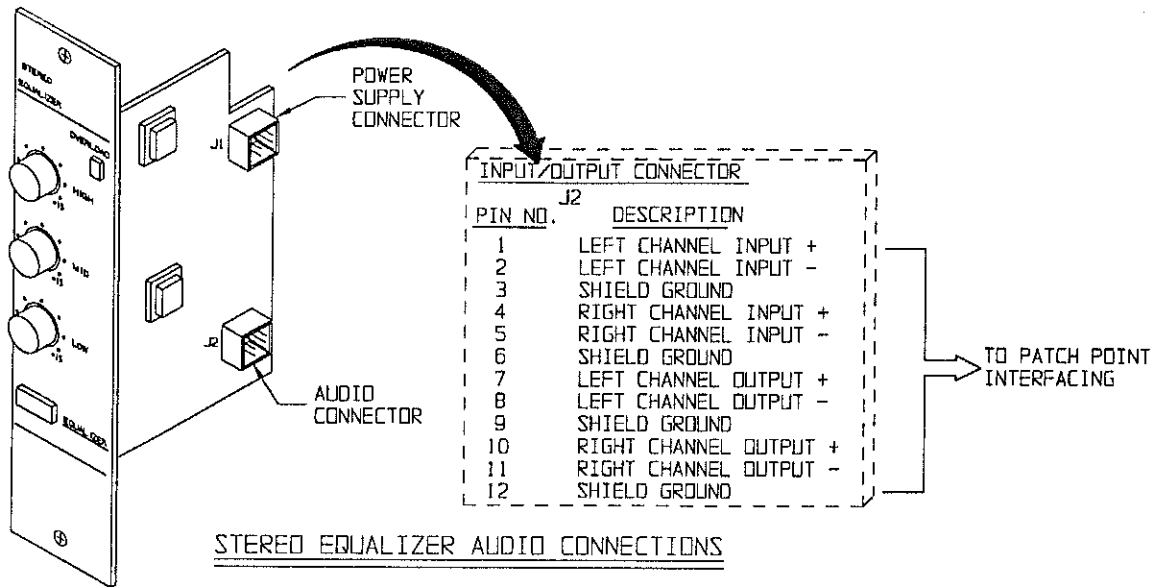 STEREO
EQUALIZER
OVERLOAD
HIGH
+15
MID
+15
LOW
+15
EQUALIZER
POWER
SUPPLY
CONNECTOR
J1
J2
AUDIO
CONNECTOR
INPUT/OUTPUT CONNECTOR
J2
PIN NO. DESCRIPTION
1 LEFT CHANNEL INPUT +
2 LEFT CHANNEL INPUT -
3 SHIELD GROUND
4 RIGHT CHANNEL INPUT +
5 RIGHT CHANNEL INPUT -
6 SHIELD GROUND
7 LEFT CHANNEL OUTPUT +
8 LEFT CHANNEL OUTPUT -
9 SHIELD GROUND
10 RIGHT CHANNEL OUTPUT +
11 RIGHT CHANNEL OUTPUT -
12 SHIELD GROUND
TO PATCH POINT
INTERFACING
STEREO EQUALIZER AUDIO CONNECTIONS